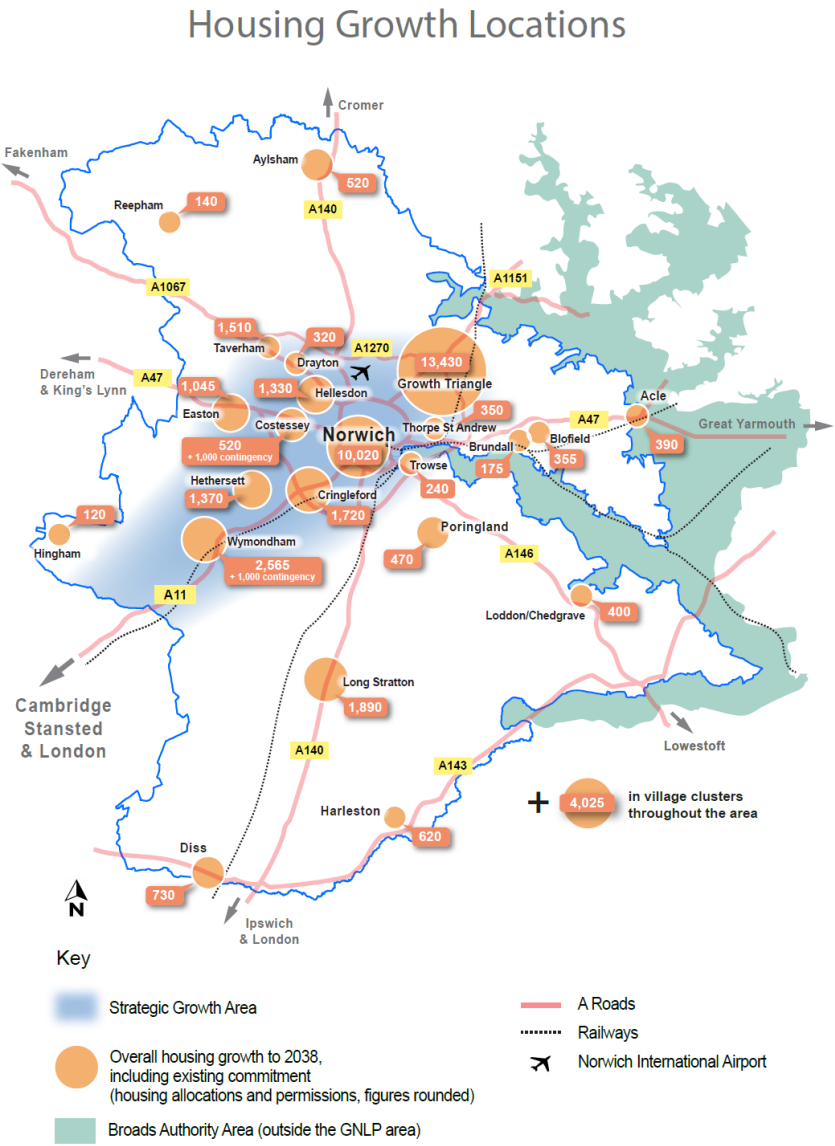 Housing Growth Locations
Cromer
Fakenham
Aylsham
520
Reepham
140
A140
A1067
A1151
1,510
320
Taverham
A1270
Drayton
13,430
Growth Triangle
Dereham
& King's Lynn
A47
1,045
1,330
Hellesdon
Easton
Costessey
350
Thorpe St Andrew
A47
Acle
Great Yarmouth
390
Norwich
10,020
520
+ 1,000 contingency
Brundall
175
Blofield
355
Trowse
240
Hethersett
1,370
Cringleford
1,720
120
Hingham
Wymondham
2,565
+ 1,000 contingency
Poringland
470
A146
A11
Loddon/Chedgrave
400
Cambridge
Stansted
& London
Long Stratton
1,890
Lowestoft
A140
A143
+
4,025
in village clusters
throughout the area
Harleston
620
Diss
730
N
Ipswich
& London
Key
Strategic Growth Area
Overall housing growth to 2038,
including existing commitment
(housing allocations and permissions, figures rounded)
Broads Authority Area (outside the GNLP area)
A Roads
Railways
Norwich International Airport